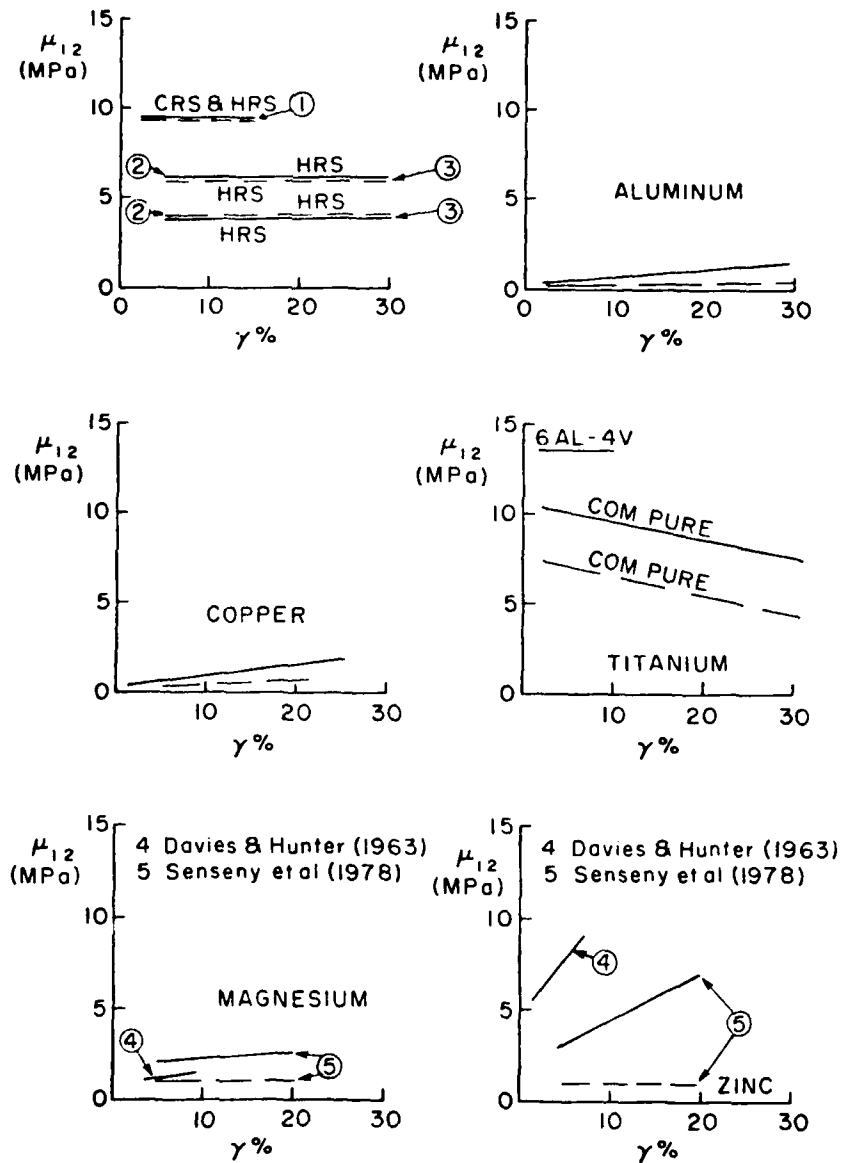 μ12
(MPa)
15
10
5
0
0
10
20
30
γ%
CRS & HRS
①
②
HRS
③
HRS
HRS
②
③
HRS
μ12
(MPa)
15
10
5
0
0
10
20
30
γ%
ALUMINUM
μ12
(MPa)
15
10
5
0
10
20
30
γ%
COPPER
μ12
(MPa)
15
10
5
0
10
20
30
γ%
6 AL-4V
COM PURE
COM PURE
TITANIUM
μ12
(MPa)
15
10
5
0
10
20
30
γ%
4 Davies & Hunter (1963)
5 Senseny et al (1978)
MAGNESIUM
④
⑤
μ12
(MPa)
15
10
5
0
10
20
30
γ%
4 Davies & Hunter (1963)
5 Senseny et al (1978)
④
⑤
ZINC